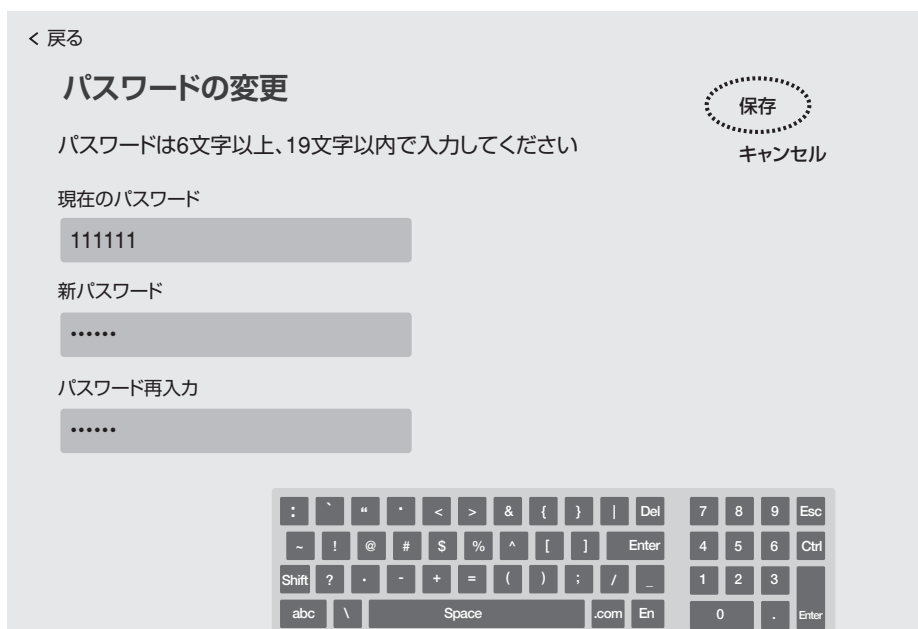 < 戻る
パスワードの変更
保存
パスワードは6文字以上、19文字以内で入力してください
キャンセル
現在のパスワード
111111
新パスワード
••••••
パスワード再入力
••••••
: ` “ · < > & { } | Del 7 8 9 Esc
~ ! @ # $ % ^ [ ] Enter 4 5 6 Ctrl
Shift ? · - + = ( ) ; / _ 1 2 3
abc \ Space .com En 0 . Enter